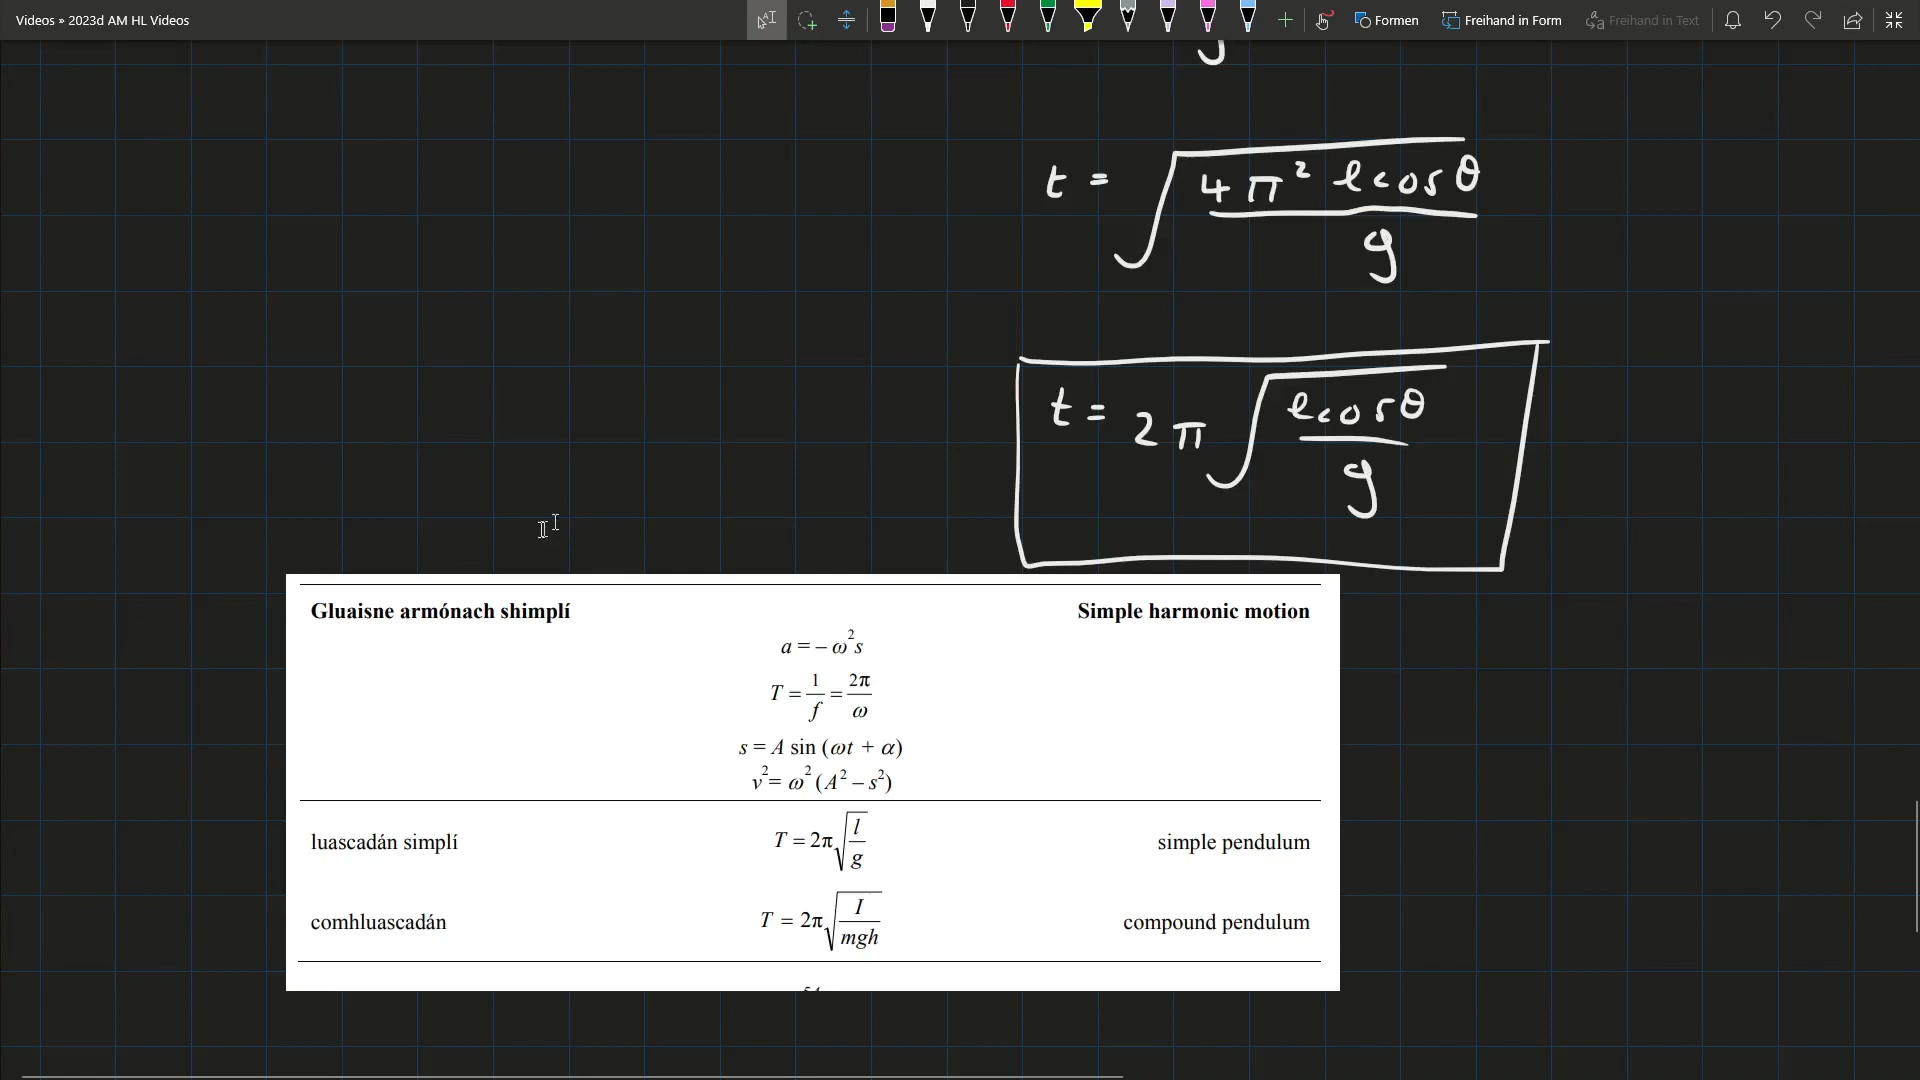 Videos » 2023d AM HL Videos
Formen
Freihand in Form
Freihand in Text
g
t = √(4π² l cos θ / g)
t = 2π √(l cos θ / g)
Gluaisne armónach shimplí
Simple harmonic motion
a = – ω² s
T = 1/f = 2π/ω
s = A sin (ωt + α)
v² = ω² (A² – s²)
luascadán simplí
T = 2π √(l/g)
simple pendulum
comhluascadán
T = 2π √(I/mgh)
compound pendulum